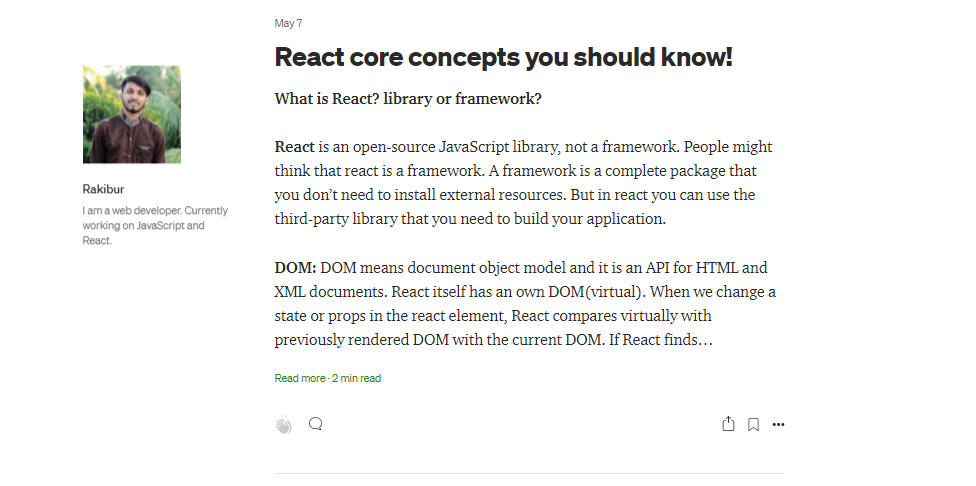 May 7
React core concepts you should know!
What is React? library or framework?
React is an open-source JavaScript library, not a framework. People might
think that react is a framework. A framework is a complete package that
you don’t need to install external resources. But in react you can use the
third-party library that you need to build your application.
DOM: DOM means document object model and it is an API for HTML and
XML documents. React itself has an own DOM(virtual). When we change a
state or props in the react element, React compares virtually with
previously rendered DOM with the current DOM. If React finds…
Read more · 2 min read
Rakibur
I am a web developer. Currently
working on JavaScript and
React.